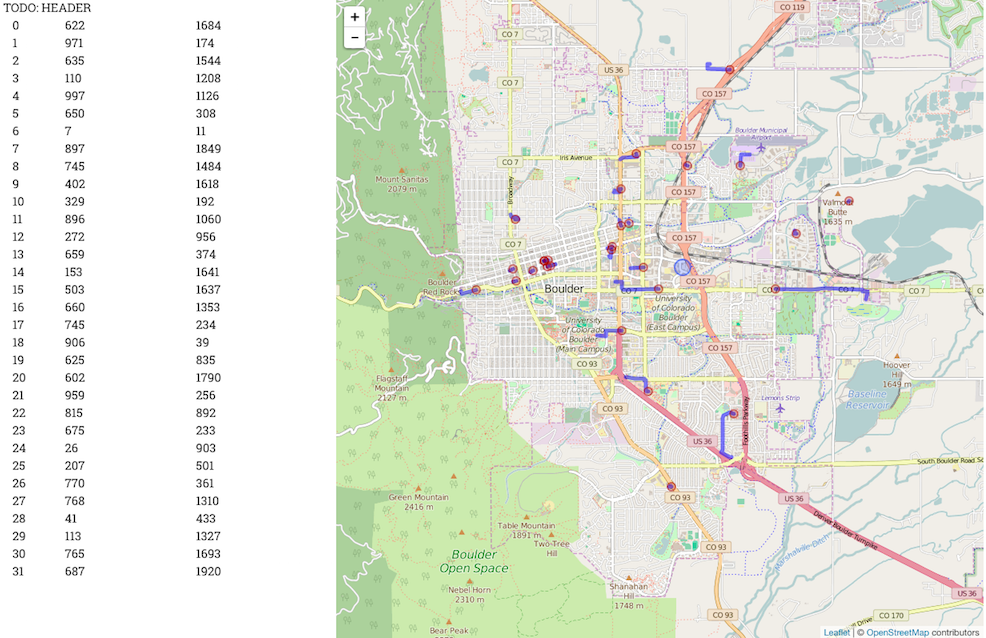 TODO: HEADER
0 622 1684
1 971 174
2 635 1544
3 110 1208
4 997 1126
5 650 308
6 7 11
7 897 1849
8 745 1484
9 402 1618
10 329 192
11 896 1060
12 272 956
13 659 374
14 153 1641
15 503 1637
16 660 1353
17 745 234
18 906 39
19 625 835
20 602 1790
21 959 256
22 815 892
23 675 233
24 26 903
25 207 501
26 770 361
27 768 1310
28 41 433
29 113 1327
30 765 1693
31 687 1920
+
−
CO 119
CO 7
US 36
CO 7
CO 157
Boulder Municipal
Airport
CO 157
CO 7
Iris Avenue
Mount Sanitas
2079 m
Broadway
CO 157
Valmont
Butte
1635 m
CO 157
CO 7
Boulder
Red Rocks
Boulder
CO 157
CO 7
CO 7
CO 7
University
of Colorado
Boulder
(East Campus)
University
of Colorado
Boulder
(Main Campus)
CO 157
CO 93
Hoover
Hill
1649 m
Flagstaff
Mountain
2127 m
Baseline
Reservoir
Lemons Strip
CO 93
Foothills Parkway
US 36
South Boulder Road
Green Mountain
2416 m
CO 93
US 36
Table Mountain
1891 m
Two Tree
Hill
Denver Boulder Turnpike
CO 93
Marshallville Ditch
Boulder
Open Space
Shanahan
Hill
1748 m
Nebel Horn
2310 m
US 36
CO 93
CO 170
Drive
Bear Peak
Leaflet | © OpenStreetMap contributors